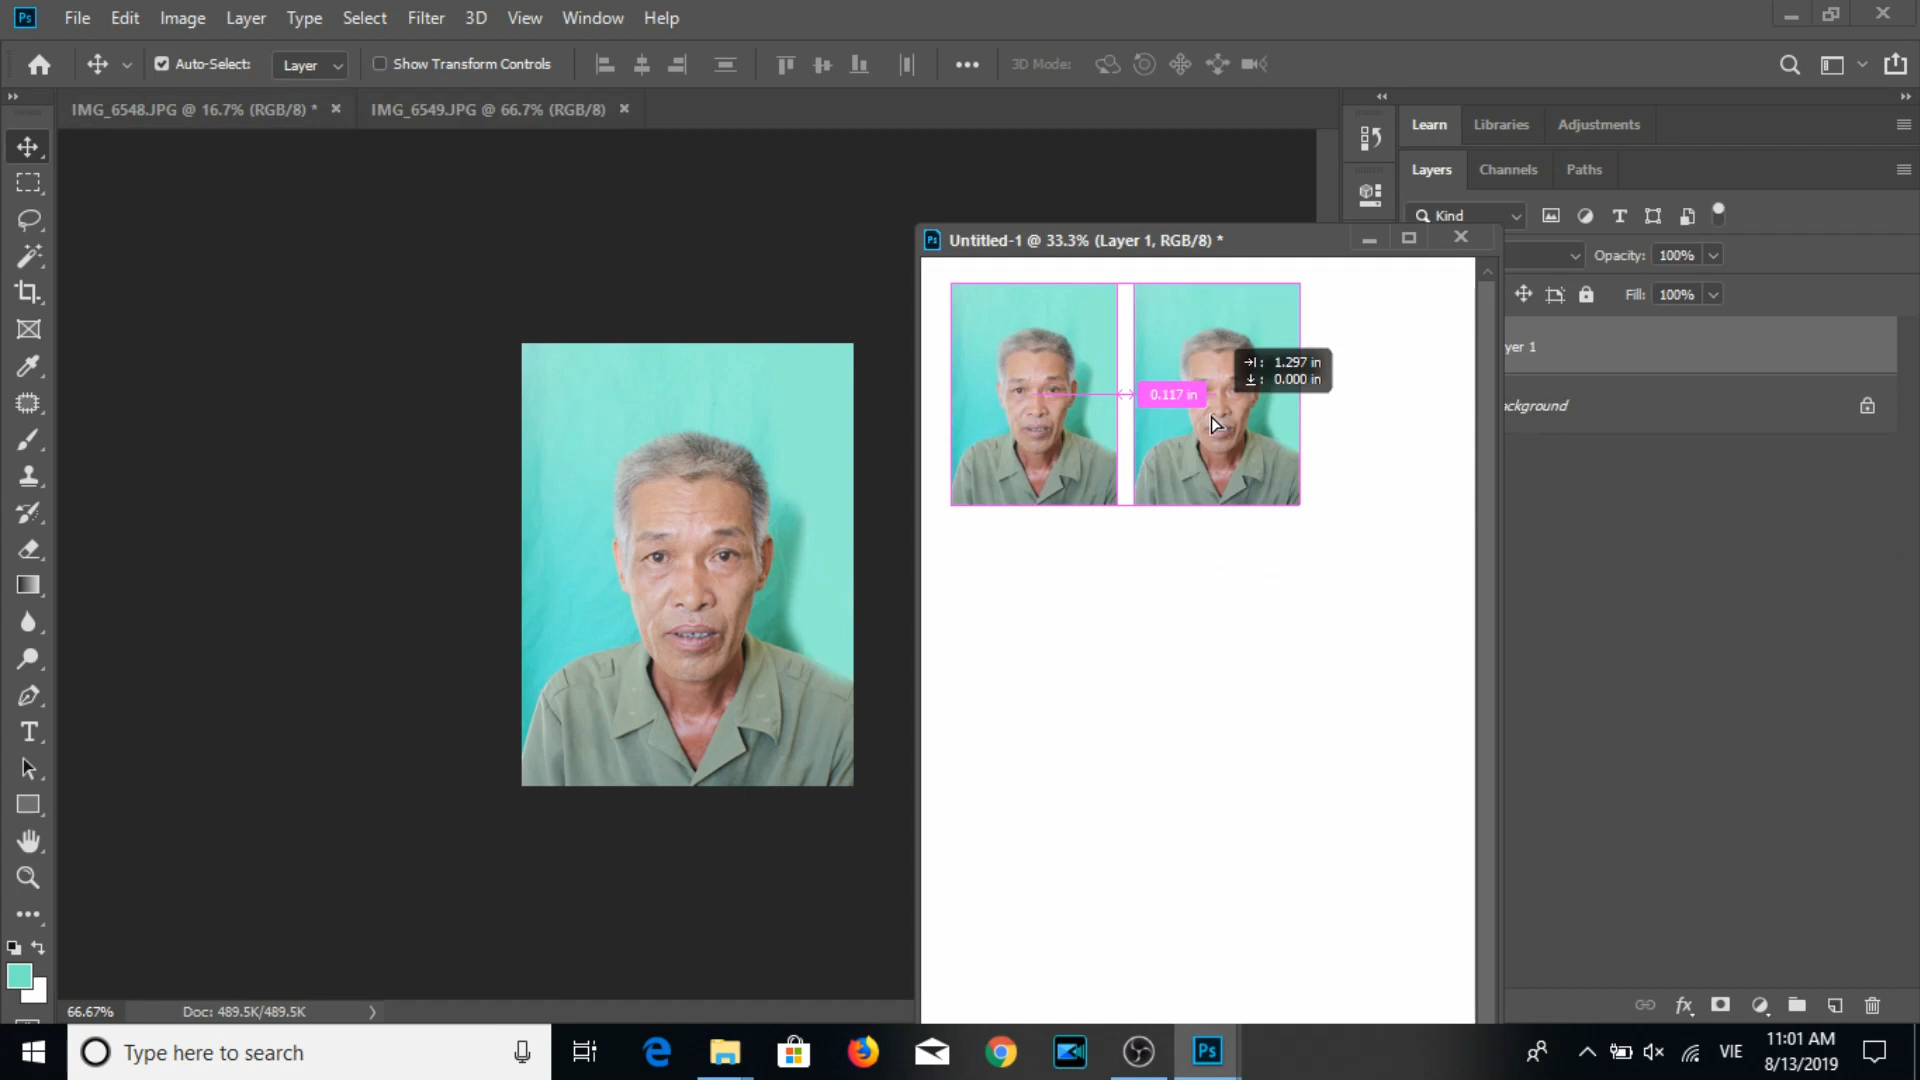 Ps File Edit Image Layer Type Select Filter 3D View Window Help
Auto-Select: Layer Show Transform Controls 3D Mode:
IMG_6548.JPG @ 16.7% (RGB/8) * IMG_6549.JPG @ 66.7% (RGB/8)
Learn Libraries Adjustments
Layers Channels Paths
Kind
Ps Untitled-1 @ 33.3% (Layer 1, RGB/8) *
Opacity: 100%
Fill: 100%
yer 1
ackground
1.297 in
0.000 in
0.117 in
66.67% Doc: 489.5K/489.5K
Type here to search
Ps
VIE
11:01 AM
8/13/2019